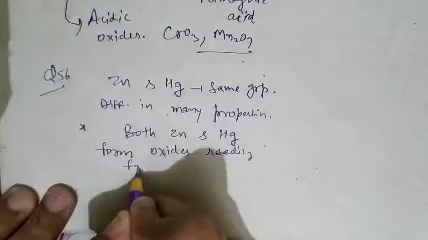 acid
Acidic
oxides. CrO3, Mn2O7
Q56
Zn & Hg → Same grp.
Diff. in many properties.
* Both Zn & Hg
form oxides readily